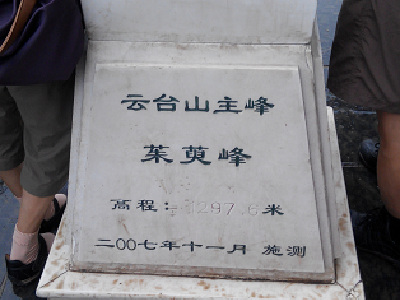 云台山主峰
茱萸峰
高程：1297.6米
二00七年十一月 施测